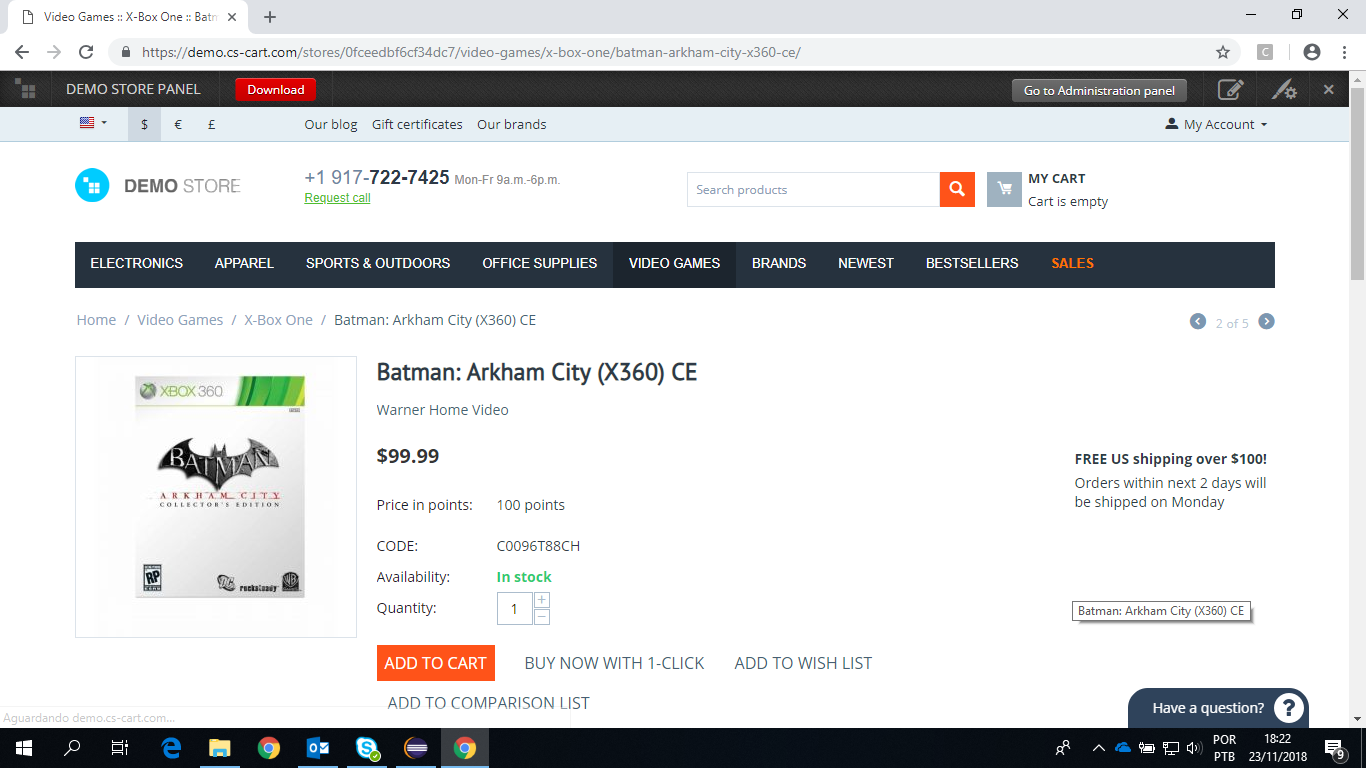 Video Games :: X-Box One :: Batm
https://demo.cs-cart.com/stores/0fceedbf6cf34dc7/video-games/x-box-one/batman-arkham-city-x360-ce/
C
DEMO STORE PANEL
Download
Go to Administration panel
$ € £
Our blog Gift certificates Our brands
My Account
DEMO STORE
+1 917-722-7425 Mon-Fr 9a.m.-6p.m.
Request call
Search products
MY CART
Cart is empty
ELECTRONICS APPAREL SPORTS & OUTDOORS OFFICE SUPPLIES VIDEO GAMES BRANDS NEWEST BESTSELLERS SALES
Home / Video Games / X-Box One / Batman: Arkham City (X360) CE
2 of 5
XBOX 360
BATMAN
ARKHAM CITY
COLLECTOR'S EDITION
RP
rocksteady
Batman: Arkham City (X360) CE
Warner Home Video
$99.99
Price in points: 100 points
CODE: C0096T88CH
Availability: In stock
Quantity: 1 + −
FREE US shipping over $100!
Orders within next 2 days will
be shipped on Monday
Batman: Arkham City (X360) CE
ADD TO CART BUY NOW WITH 1-CLICK ADD TO WISH LIST
ADD TO COMPARISON LIST
Have a question? ?
Aguardando demo.cs-cart.com...
POR
PTB
18:22
23/11/2018
9